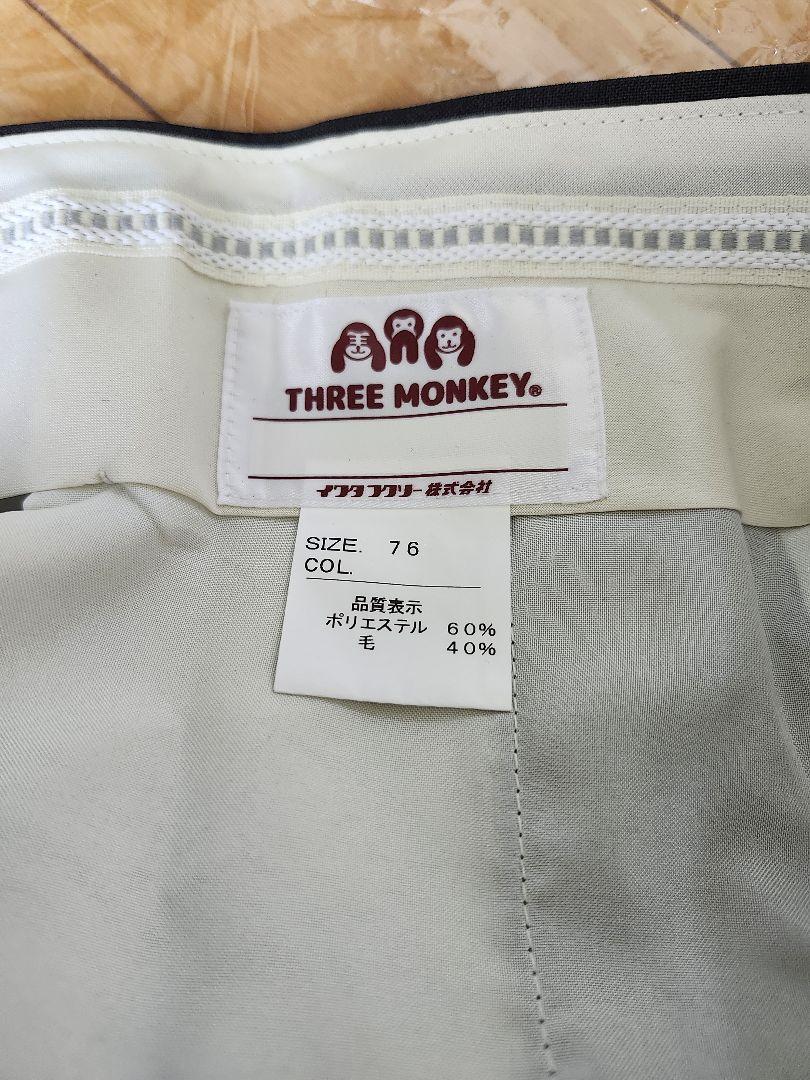 THREE MONKEY®
イワタフクソー株式会社
SIZE. 76
COL.
品質表示
ポリエステル 60%
毛 40%